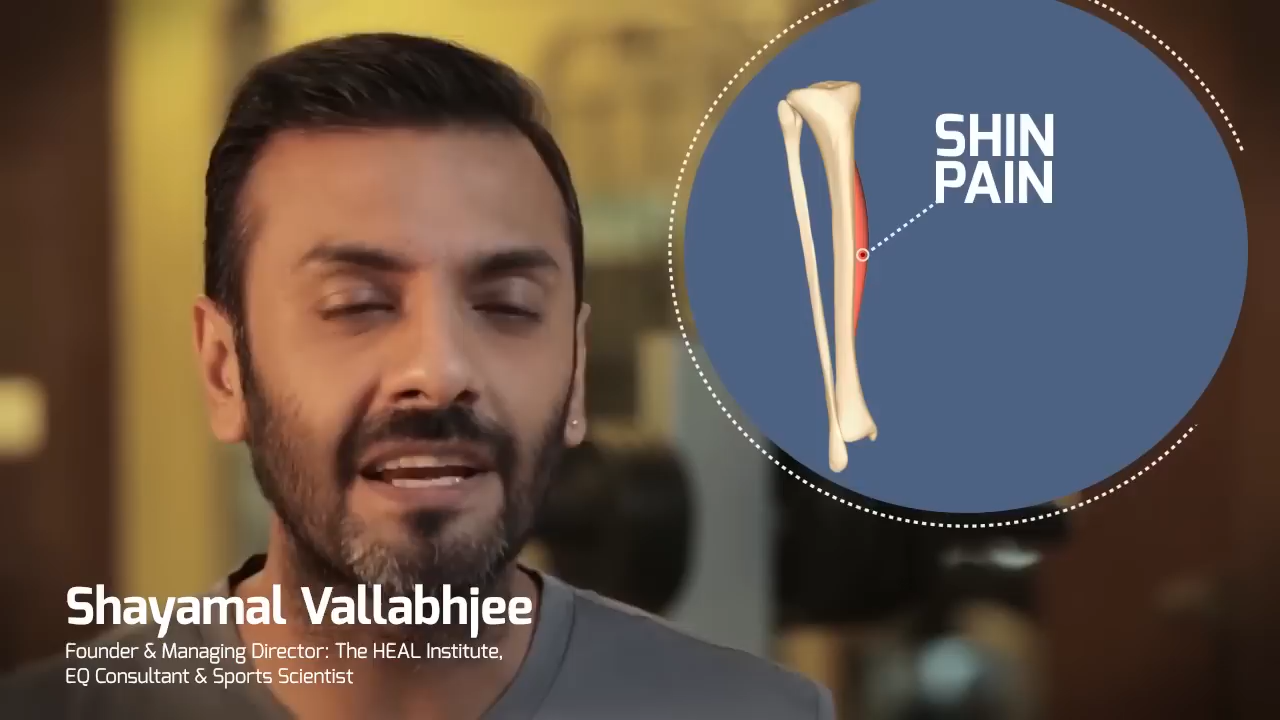 SHIN
PAIN
Shayamal Vallabhjee
Founder & Managing Director: The HEAL Institute,
EQ Consultant & Sports Scientist